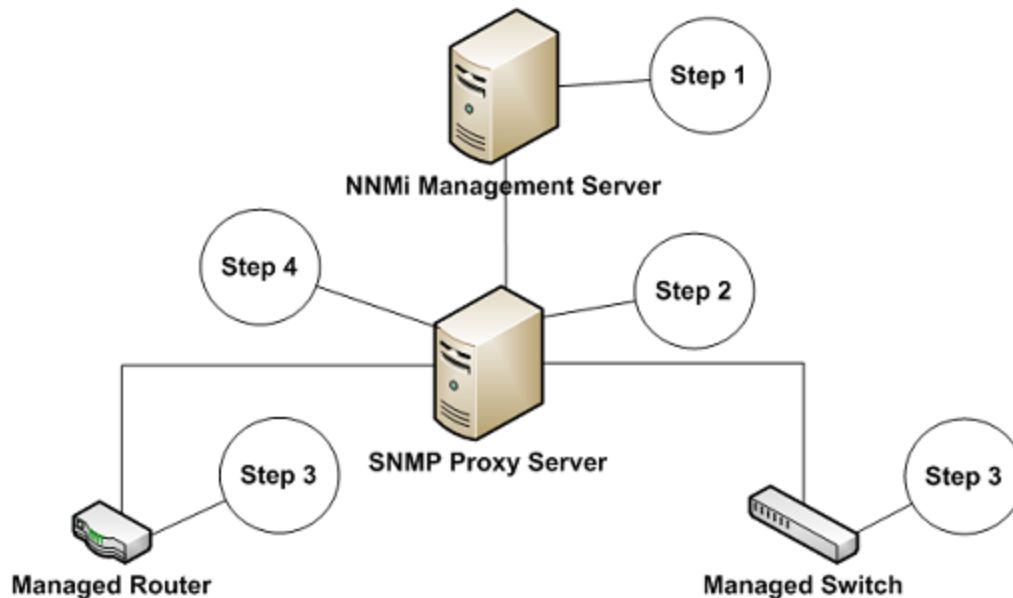 Step 1
NNMi Management Server
Step 4
Step 2
SNMP Proxy Server
Step 3
Step 3
Managed Router
Managed Switch